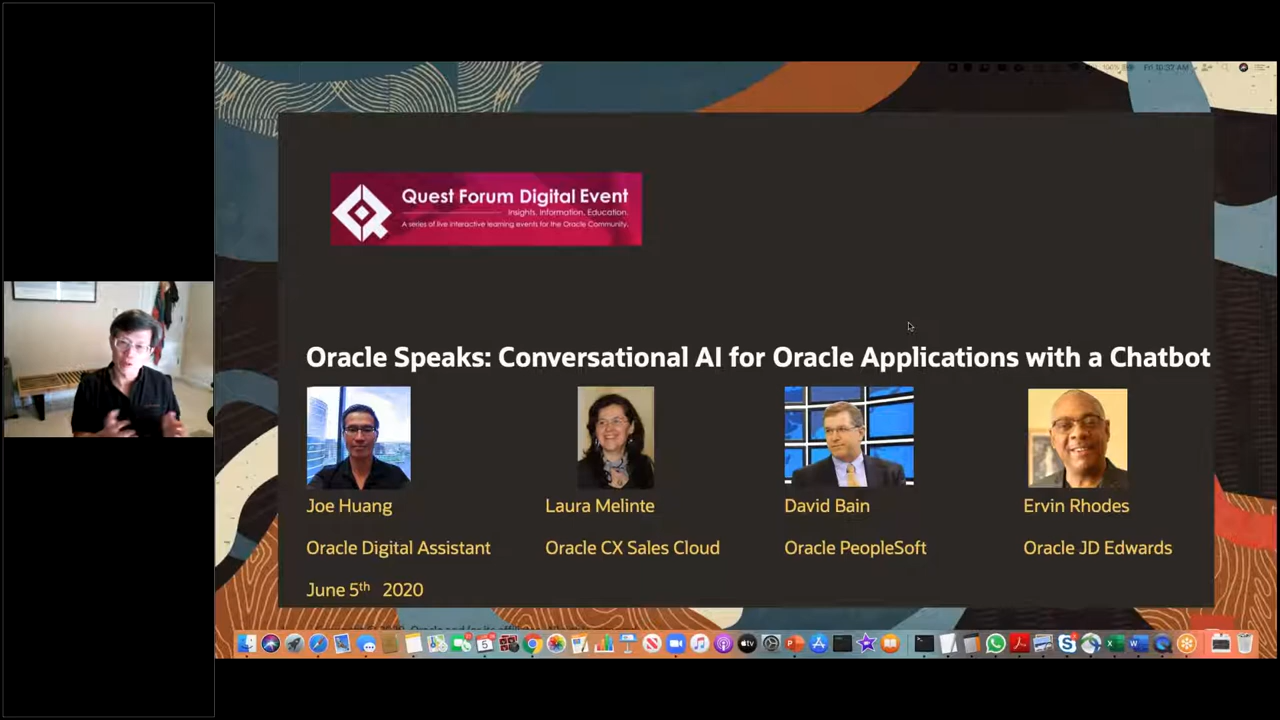 Quest Forum Digital Event
Insights. Information. Education.
A series of live interactive learning events for the Oracle Community.
Oracle Speaks: Conversational AI for Oracle Applications with a Chatbot
Joe Huang
Laura Melinte
David Bain
Ervin Rhodes
Oracle Digital Assistant
Oracle CX Sales Cloud
Oracle PeopleSoft
Oracle JD Edwards
June 5th 2020